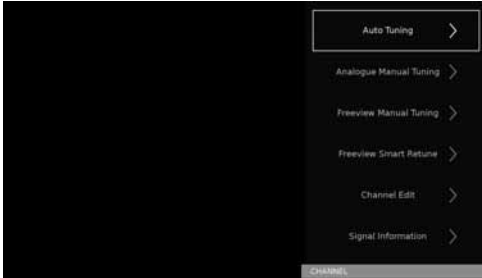 Auto Tuning
Analogue Manual Tuning
Freeview Manual Tuning
Freeview Smart Retune
Channel Edit
Signal Information
CHANNEL